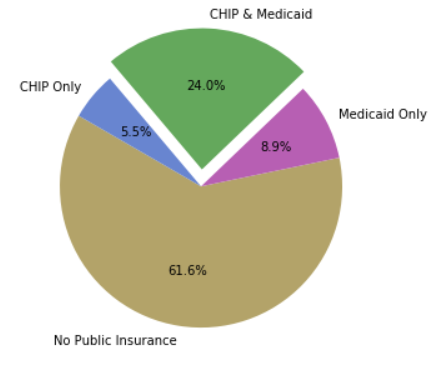 CHIP & Medicaid
24.0%
CHIP Only
5.5%
Medicaid Only
8.9%
61.6%
No Public Insurance